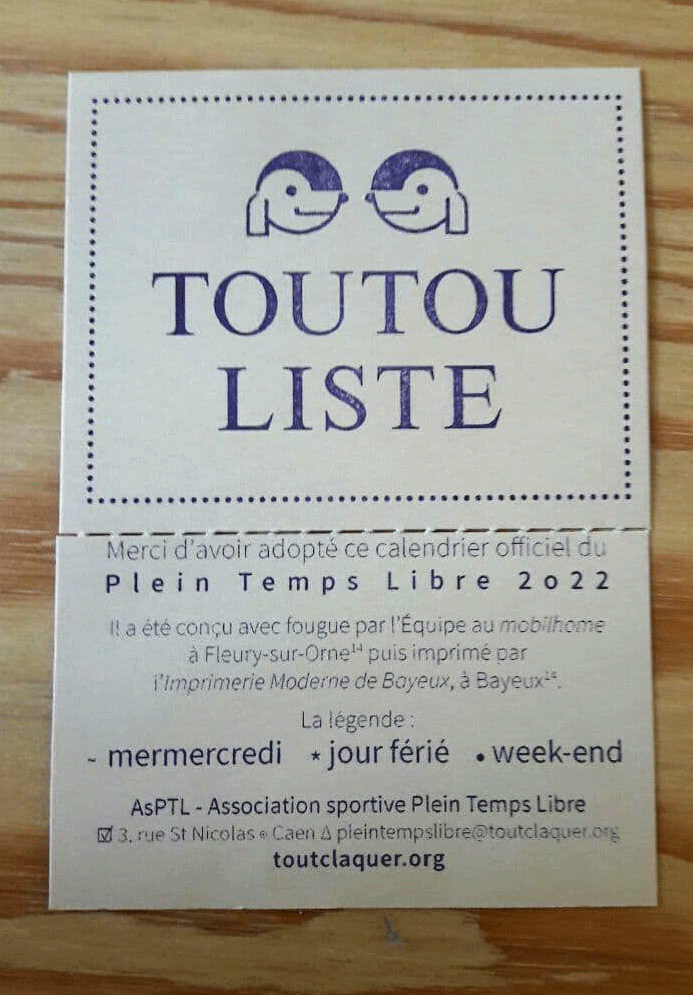 TOUTOU
LISTE
Merci d'avoir adopté ce calendrier officiel du
Plein Temps Libre 2o22
Il a été conçu avec fougue par l'Équipe au mobilhome
à Fleury-sur-Orne¹⁴ puis imprimé par
l'Imprimerie Moderne de Bayeux, à Bayeux¹⁴.
La légende :
~ mermercredi ⋆ jour férié • week-end
AsPTL - Association sportive Plein Temps Libre
☑ 3, rue St Nicolas • Caen ∆ pleintempslibre@toutclaquer.org
toutclaquer.org